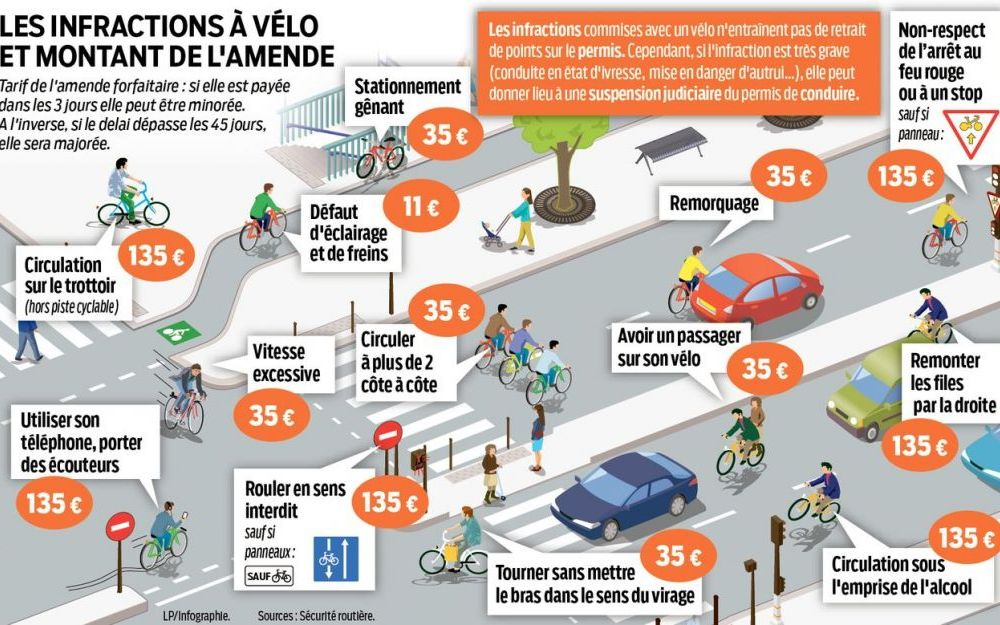 LES INFRACTIONS À VÉLO
ET MONTANT DE L'AMENDE
Tarif de l'amende forfaitaire : si elle est payée
dans les 3 jours elle peut être minorée.
A l'inverse, si le delai dépasse les 45 jours,
elle sera majorée.
Les infractions commises avec un vélo n'entraînent pas de retrait
de points sur le permis. Cependant, si l'infraction est très grave
(conduite en état d'ivresse, mise en danger d'autrui...), elle peut
donner lieu à une suspension judiciaire du permis de conduire.
Non-respect
de l'arrêt au
feu rouge
ou à un stop
sauf si
panneau :
135 €
Stationnement
gênant
35 €
Défaut
d'éclairage
et de freins
11 €
Remorquage
35 €
Circulation
sur le trottoir
(hors piste cyclable)
135 €
Vitesse
excessive
35 €
Circuler
à plus de 2
côte à côte
35 €
Avoir un passager
sur son vélo
35 €
Remonter
les files
par la droite
135 €
Utiliser son
téléphone, porter
des écouteurs
135 €
Rouler en sens
interdit
sauf si
panneaux :
SAUF
135 €
Tourner sans mettre
le bras dans le sens du virage
35 €
Circulation sous
l'emprise de l'alcool
135 €
LP/Infographie.
Sources : Sécurité routière.